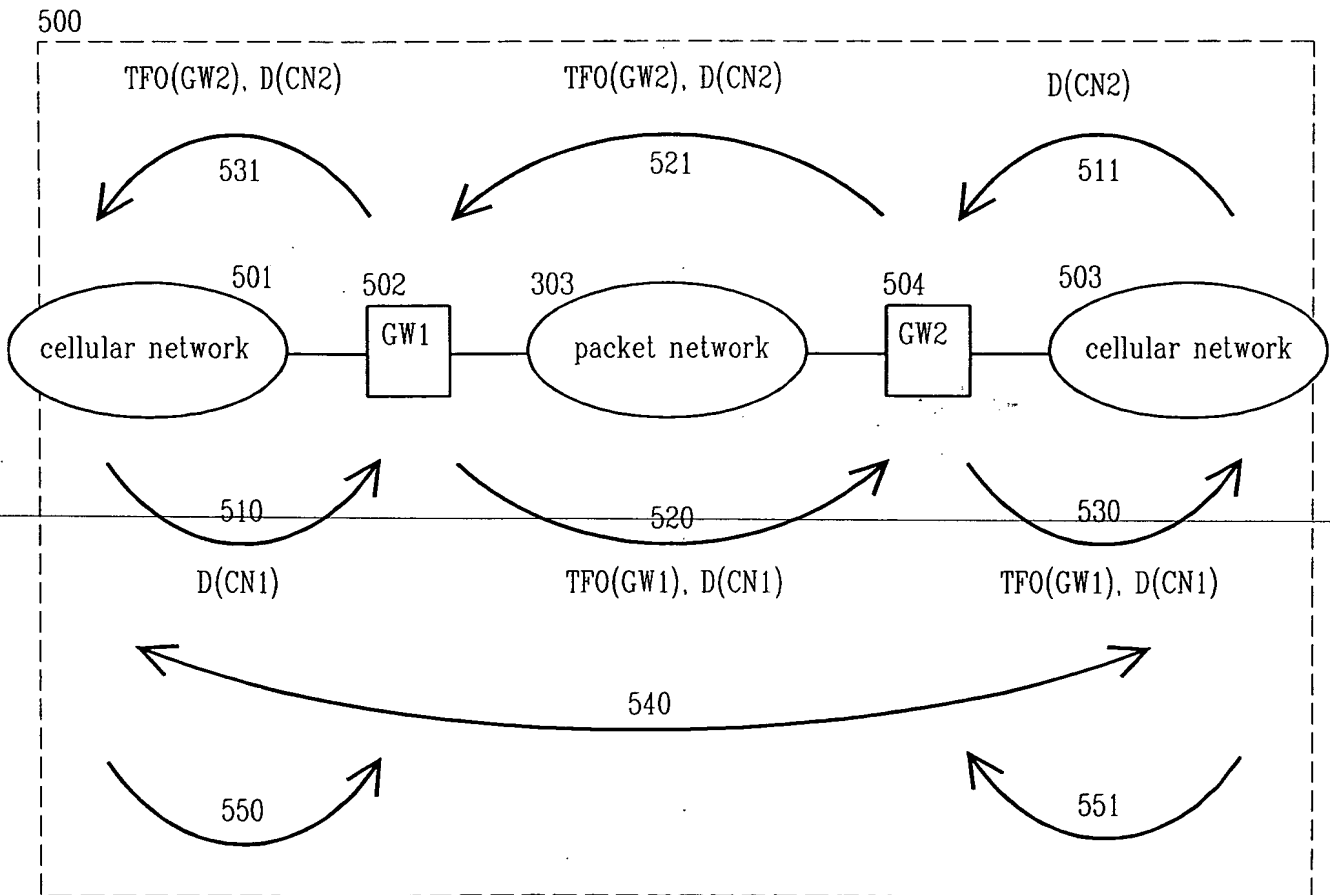 500
TFO(GW2), D(CN2)
TFO(GW2), D(CN2)
D(CN2)
531
521
511
501
502
303
504
503
cellular network
GW1
packet network
GW2
cellular network
510
520
530
D(CN1)
TFO(GW1), D(CN1)
TFO(GW1), D(CN1)
540
550
551